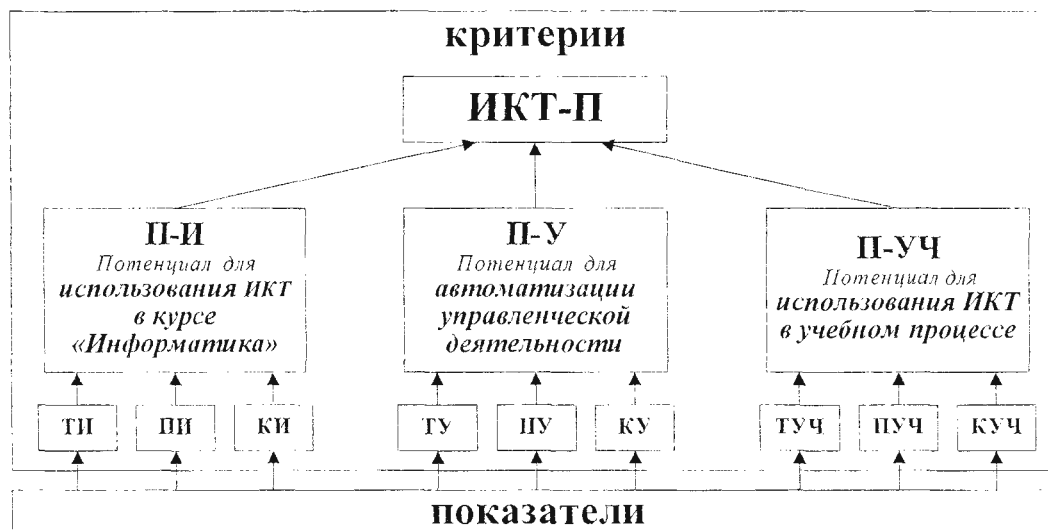 критерии
ИКТ-П
П-И
Потенциал для
использования ИКТ
в курсе
«Информатика»
П-У
Потенциал для
автоматизации
управленческой
деятельности
П-УЧ
Потенциал для
использования ИКТ
в учебном процессе
ТИ
ПИ
КИ
ТУ
ПУ
КУ
ТУЧ
ПУЧ
КУЧ
показатели